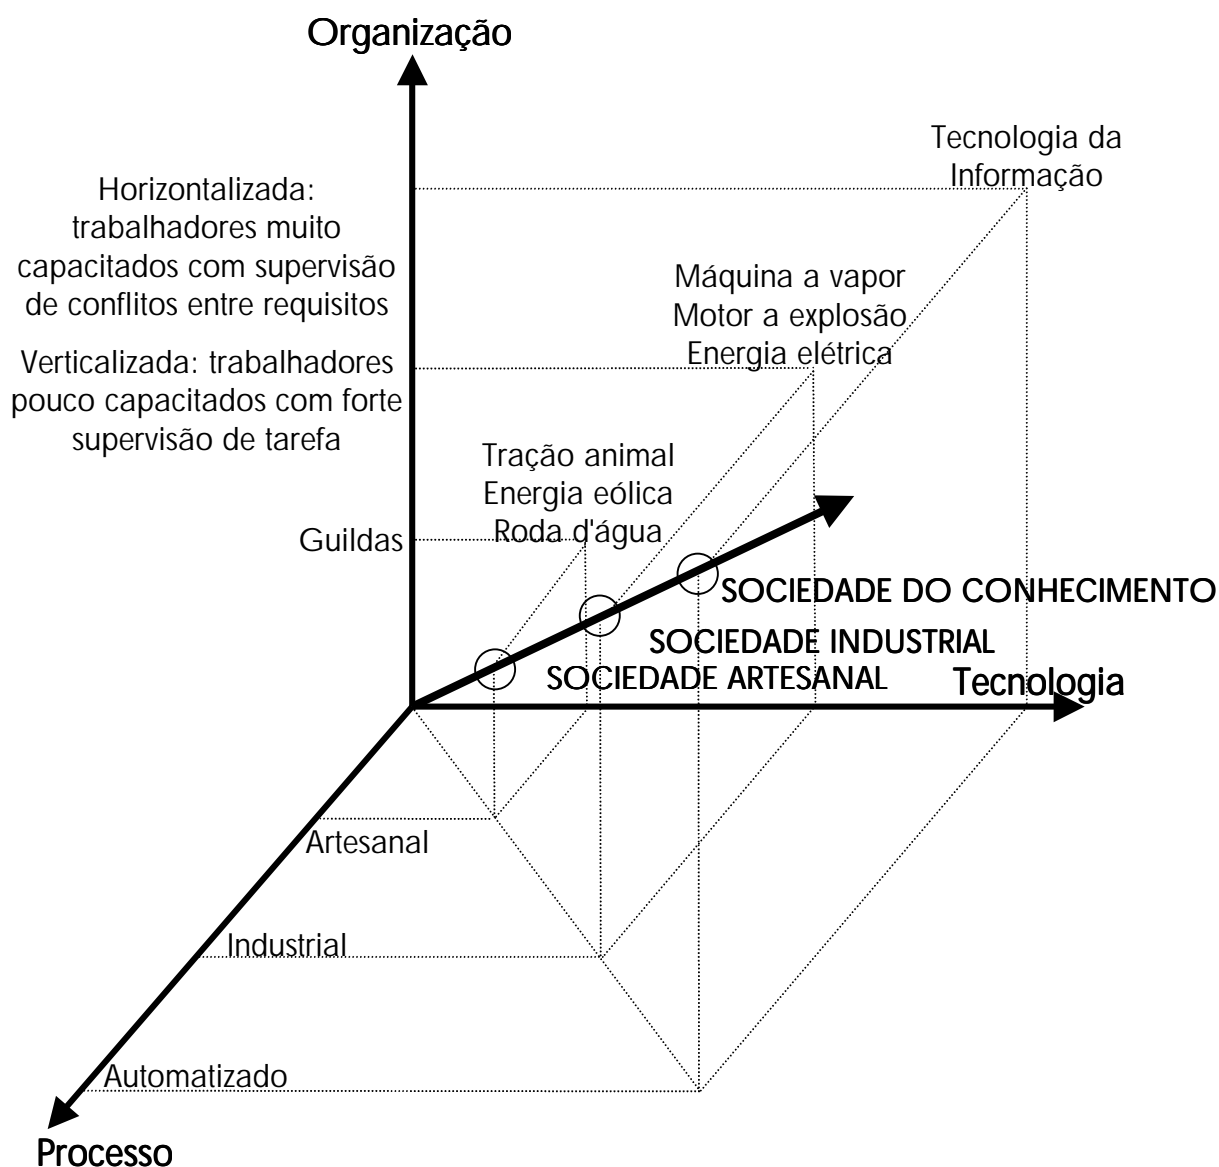 Organização
Tecnologia da
Informação
Horizontalizada:
trabalhadores muito
capacitados com supervisão
de conflitos entre requisitos
Máquina a vapor
Motor a explosão
Energia elétrica
Verticalizada: trabalhadores
pouco capacitados com forte
supervisão de tarefa
Tração animal
Energia eólica
Roda d'água
Guildas
SOCIEDADE DO CONHECIMENTO
SOCIEDADE INDUSTRIAL
SOCIEDADE ARTESANAL
Tecnologia
Artesanal
Industrial
Automatizado
Processo